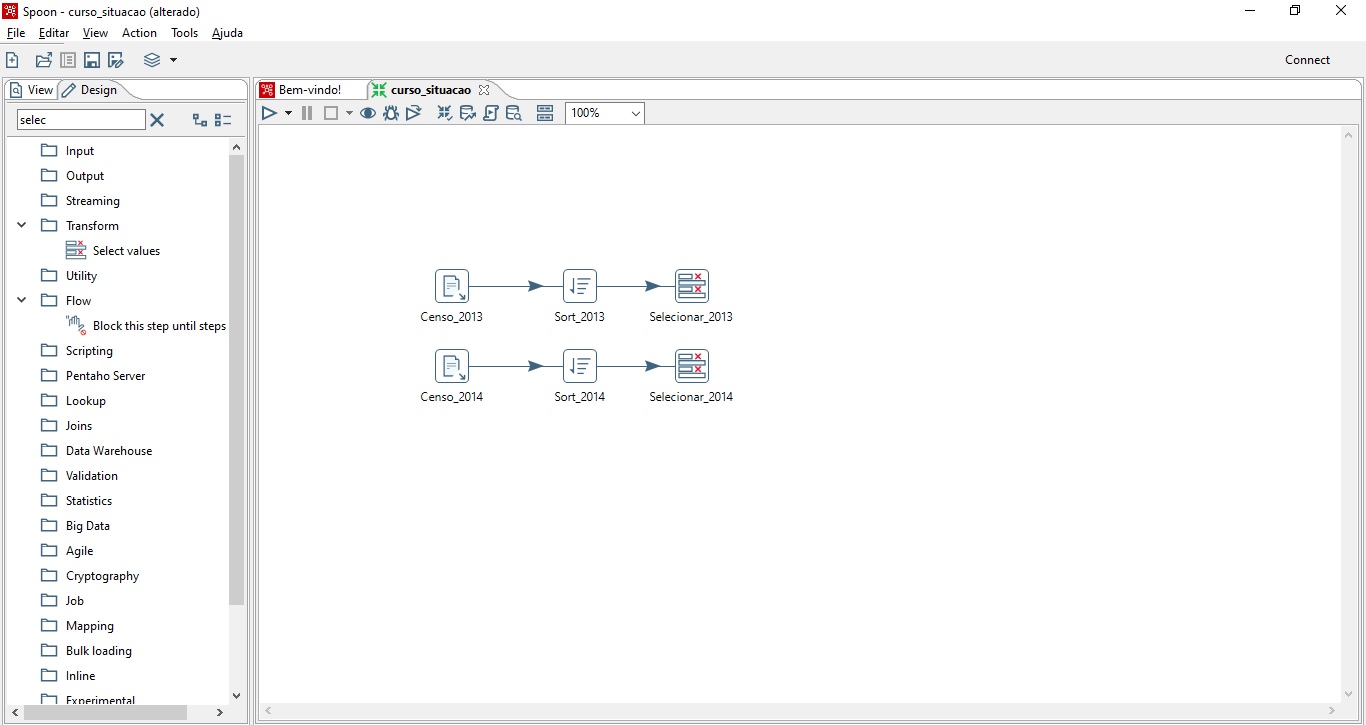 Spoon - curso_situacao (alterado)
File Editar View Action Tools Ajuda
Connect
View Design
selec
Input
Output
Streaming
Transform
Select values
Utility
Flow
Block this step until steps
Scripting
Pentaho Server
Lookup
Joins
Data Warehouse
Validation
Statistics
Big Data
Agile
Cryptography
Job
Mapping
Bulk loading
Inline
Experimental
Bem-vindo! curso_situacao
100%
Censo_2013 Sort_2013 Selecionar_2013
Censo_2014 Sort_2014 Selecionar_2014